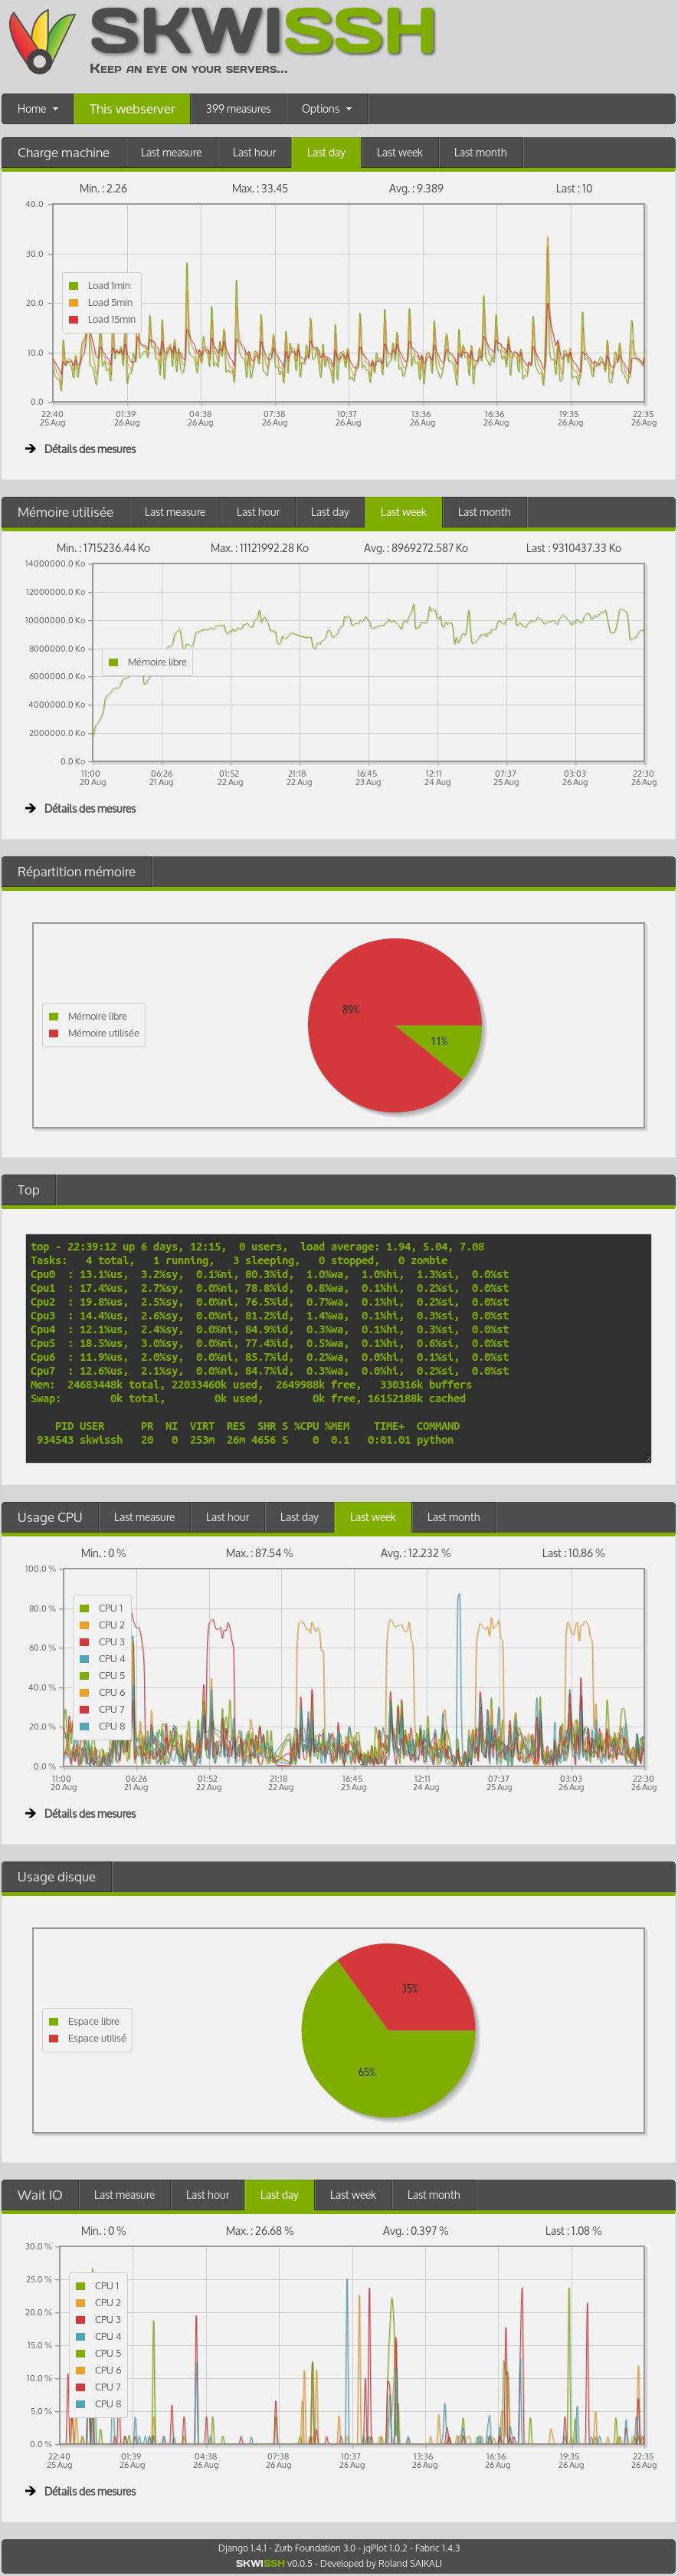 SKWISSH
Keep an eye on your servers...
Home This webserver 399 measures Options
Charge machine Last measure Last hour Last day Last week Last month
Min. : 2.26 Max. : 33.45 Avg. : 9.389 Last : 10
40.0
30.0
20.0
10.0
0.0
Load 1min
Load 5min
Load 15min
22:40 01:39 04:38 07:38 10:37 13:36 16:36 19:35 22:35
25 Aug 26 Aug 26 Aug 26 Aug 26 Aug 26 Aug 26 Aug 26 Aug 26 Aug
Détails des mesures
Mémoire utilisée Last measure Last hour Last day Last week Last month
Min. : 1715236.44 Ko Max. : 11121992.28 Ko Avg. : 8969272.587 Ko Last : 9310437.33 Ko
14000000.0 Ko
12000000.0 Ko
10000000.0 Ko
8000000.0 Ko
6000000.0 Ko
4000000.0 Ko
2000000.0 Ko
0.0 Ko
Mémoire libre
11:00 06:26 01:52 21:18 16:45 12:11 07:37 03:03 22:30
20 Aug 21 Aug 22 Aug 22 Aug 23 Aug 24 Aug 25 Aug 26 Aug 26 Aug
Détails des mesures
Répartition mémoire
Mémoire libre
Mémoire utilisée
89%
11%
Top
top - 22:39:12 up 6 days, 12:15,  0 users,  load average: 1.94, 5.04, 7.08
Tasks:   4 total,   1 running,   3 sleeping,   0 stopped,   0 zombie
Cpu0  : 13.1%us,  3.2%sy,  0.1%ni, 80.3%id,  1.0%wa,  1.0%hi,  1.3%si,  0.0%st
Cpu1  : 17.4%us,  2.7%sy,  0.0%ni, 78.8%id,  0.8%wa,  0.1%hi,  0.2%si,  0.0%st
Cpu2  : 19.8%us,  2.5%sy,  0.0%ni, 76.5%id,  0.7%wa,  0.1%hi,  0.2%si,  0.0%st
Cpu3  : 14.4%us,  2.6%sy,  0.0%ni, 81.2%id,  1.4%wa,  0.1%hi,  0.3%si,  0.0%st
Cpu4  : 12.1%us,  2.4%sy,  0.0%ni, 84.9%id,  0.3%wa,  0.1%hi,  0.3%si,  0.0%st
Cpu5  : 18.5%us,  3.0%sy,  0.0%ni, 77.4%id,  0.5%wa,  0.1%hi,  0.6%si,  0.0%st
Cpu6  : 11.9%us,  2.0%sy,  0.0%ni, 85.7%id,  0.2%wa,  0.0%hi,  0.1%si,  0.0%st
Cpu7  : 12.6%us,  2.1%sy,  0.0%ni, 84.7%id,  0.3%wa,  0.0%hi,  0.2%si,  0.0%st
Mem:  24683448k total, 22033460k used,  2649988k free,   330316k buffers
Swap:        0k total,        0k used,        0k free, 16152188k cached
PID USER      PR  NI  VIRT  RES  SHR S %CPU %MEM    TIME+  COMMAND
934543 skwissh   20   0  253m  26m 4656 S    0  0.1   0:01.01 python
Usage CPU Last measure Last hour Last day Last week Last month
Min. : 0 % Max. : 87.54 % Avg. : 12.232 % Last : 10.86 %
100.0 %
80.0 %
60.0 %
40.0 %
20.0 %
0.0 %
CPU 1
CPU 2
CPU 3
CPU 4
CPU 5
CPU 6
CPU 7
CPU 8
11:00 06:26 01:52 21:18 16:45 12:11 07:37 03:03 22:30
20 Aug 21 Aug 22 Aug 22 Aug 23 Aug 24 Aug 25 Aug 26 Aug 26 Aug
Détails des mesures
Usage disque
Espace libre
Espace utilisé
35%
65%
Wait IO Last measure Last hour Last day Last week Last month
Min. : 0 % Max. : 26.68 % Avg. : 0.397 % Last : 1.08 %
30.0 %
25.0 %
20.0 %
15.0 %
10.0 %
5.0 %
0.0 %
CPU 1
CPU 2
CPU 3
CPU 4
CPU 5
CPU 6
CPU 7
CPU 8
22:40 01:39 04:38 07:38 10:37 13:36 16:36 19:35 22:35
25 Aug 26 Aug 26 Aug 26 Aug 26 Aug 26 Aug 26 Aug 26 Aug 26 Aug
Détails des mesures
Django 1.4.1 - Zurb Foundation 3.0 - jqPlot 1.0.2 - Fabric 1.4.3
SKWISSH v0.0.5 - Developed by Roland SAIKALI